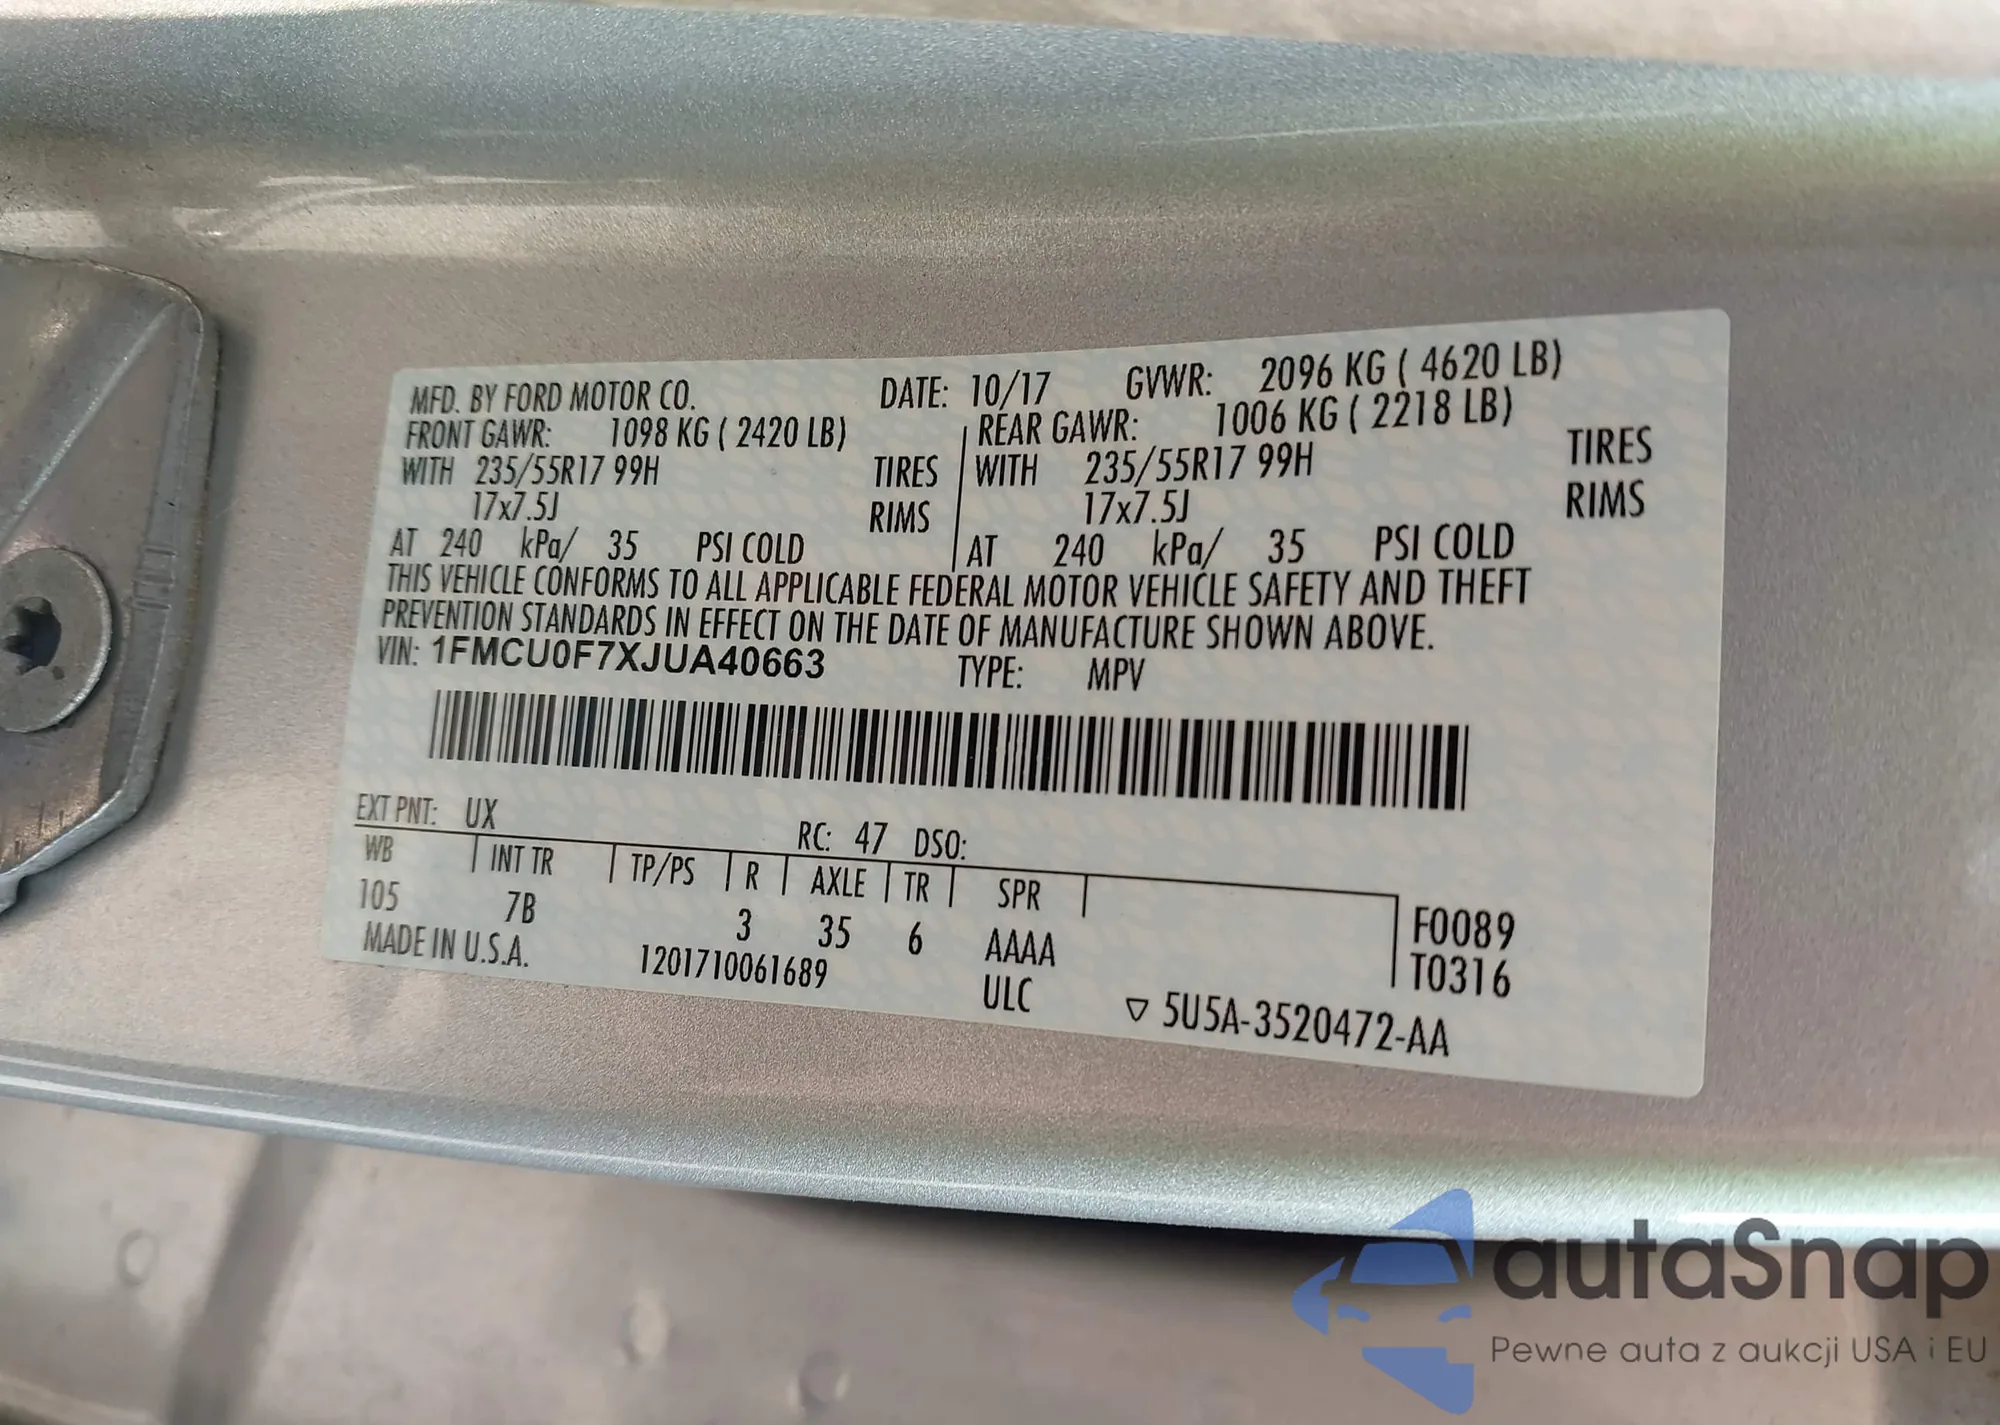 MFD. BY FORD MOTOR CO. DATE: 10/17 GVWR: 2096 KG ( 4620 LB)
FRONT GAWR: 1098 KG ( 2420 LB) REAR GAWR: 1006 KG ( 2218 LB)
WITH 235/55R17 99H TIRES WITH 235/55R17 99H TIRES
17x7.5J RIMS 17x7.5J RIMS
AT 240 kPa/ 35 PSI COLD AT 240 kPa/ 35 PSI COLD
THIS VEHICLE CONFORMS TO ALL APPLICABLE FEDERAL MOTOR VEHICLE SAFETY AND THEFT
PREVENTION STANDARDS IN EFFECT ON THE DATE OF MANUFACTURE SHOWN ABOVE.
VIN: 1FMCU0F7XJUA40663 TYPE: MPV
EXT PNT: UX RC: 47 DSO:
WB INT TR TP/PS R AXLE TR SPR
105 7B 3 35 6 AAAA F0089
MADE IN U.S.A. 1201710061689 ULC T0316
▽ 5U5A-3520472-AA
autaSnap
Pewne auta z aukcji USA i EU